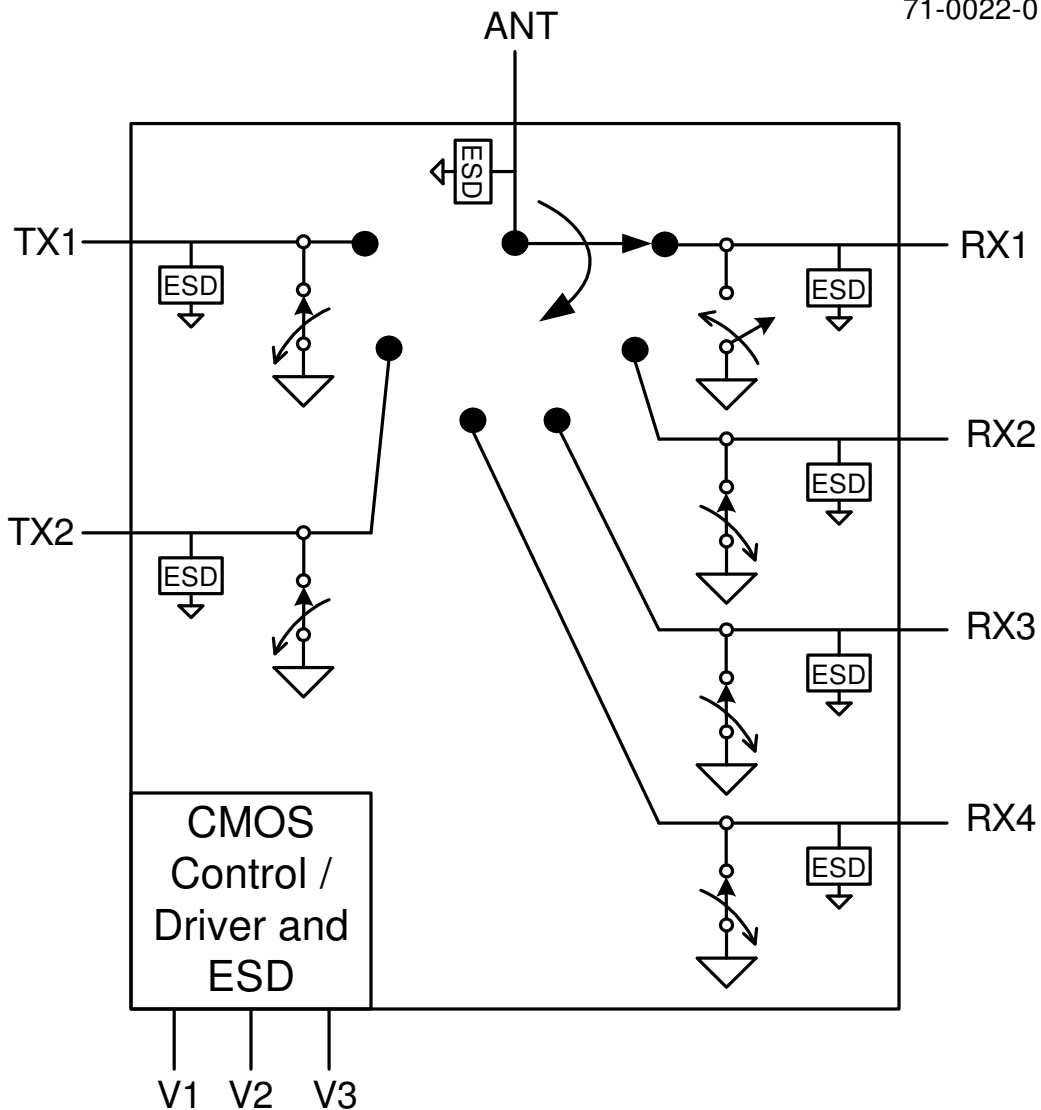 71-0022-0
ANT
ESD
TX1
RX1
ESD
ESD
RX2
ESD
TX2
ESD
RX3
ESD
RX4
ESD
CMOS
Control /
Driver and
ESD
V1 V2 V3